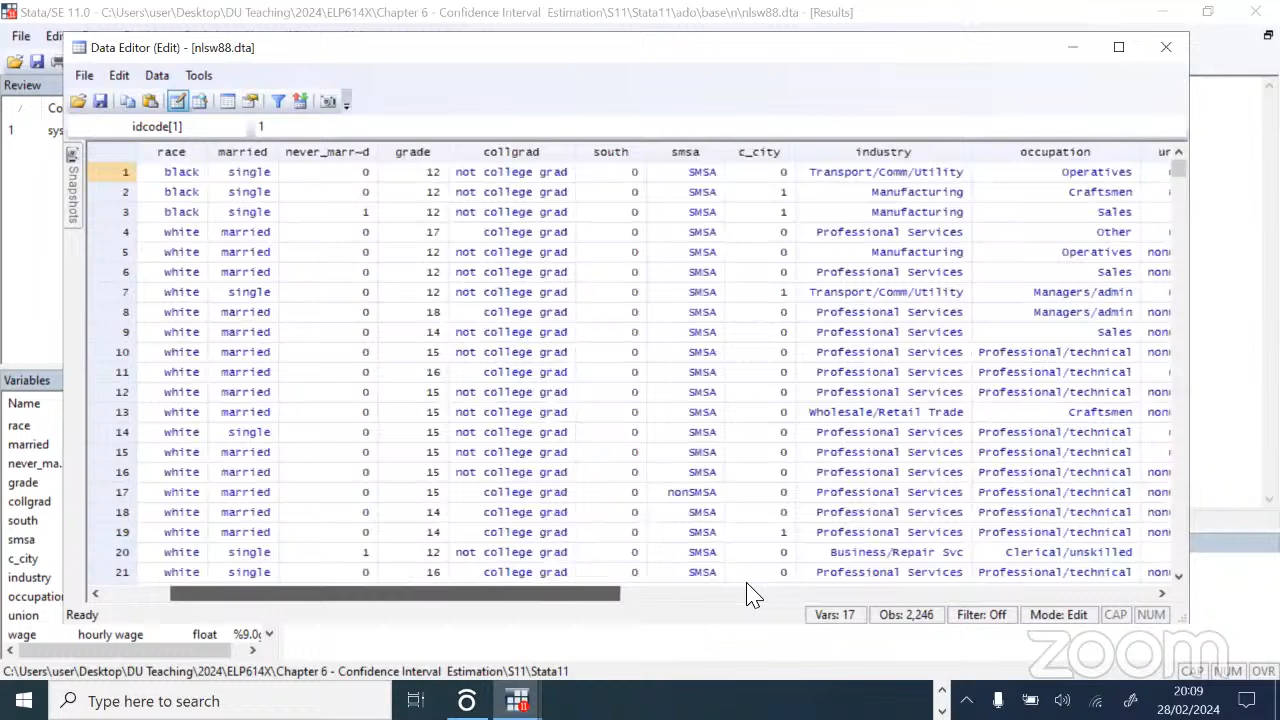 Stata/SE 11.0 - C:\Users\user\Desktop\DU Teaching\2024\ELP614X\Chapter 6 - Confidence Interval Estimation\S11\Stata11\ado\base\n\nlsw88.dta - [Results]
File Edi
Data Editor (Edit) - [nlsw88.dta]
File Edit Data Tools
Review
idcode[1] 1
Co
1 sys
Snapshots
race married never_marr~d grade collgrad south smsa c_city industry occupation un
1 black single 0 12 not college grad 0 SMSA 0 Transport/Comm/Utility Operatives
2 black single 0 12 not college grad 0 SMSA 1 Manufacturing Craftsmen
3 black single 1 12 not college grad 0 SMSA 1 Manufacturing Sales
4 white married 0 17 college grad 0 SMSA 0 Professional Services Other
5 white married 0 12 not college grad 0 SMSA 0 Manufacturing Operatives non
6 white married 0 12 not college grad 0 SMSA 0 Professional Services Sales non
7 white single 0 12 not college grad 0 SMSA 1 Transport/Comm/Utility Managers/admin
8 white married 0 18 college grad 0 SMSA 0 Professional Services Managers/admin
9 white married 0 14 not college grad 0 SMSA 0 Professional Services Sales
10 white married 0 15 not college grad 0 SMSA 0 Professional Services Professional/technical non
11 white married 0 16 college grad 0 SMSA 0 Professional Services Professional/technical
12 white married 0 15 not college grad 0 SMSA 0 Professional Services Professional/technical non
13 white married 0 15 not college grad 0 SMSA 0 Wholesale/Retail Trade Craftsmen non
14 white single 0 15 not college grad 0 SMSA 0 Professional Services Professional/technical
15 white married 0 15 not college grad 0 SMSA 0 Professional Services Professional/technical
16 white married 0 15 not college grad 0 SMSA 0 Professional Services Professional/technical non
17 white married 0 15 college grad 0 nonSMSA 0 Professional Services Professional/technical non
18 white married 0 14 college grad 0 SMSA 0 Professional Services Professional/technical non
19 white married 0 14 college grad 0 SMSA 1 Professional Services Professional/technical non
20 white single 1 12 not college grad 0 SMSA 0 Business/Repair Svc Clerical/unskilled
21 white single 0 16 college grad 0 SMSA 0 Professional Services Professional/technical non
Variables
Name
race
married
never_ma.
grade
collgrad
south
smsa
c_city
industry
occupation
union
wage hourly wage float %9.0g
Ready Vars: 17 Obs: 2,246 Filter: Off Mode: Edit CAP NUM
C:\Users\user\Desktop\DU Teaching\2024\ELP614X\Chapter 6 - Confidence Interval Estimation\S11\Stata11 CAP NUM OVR
zoom
Type here to search
11
20:09
28/02/2024